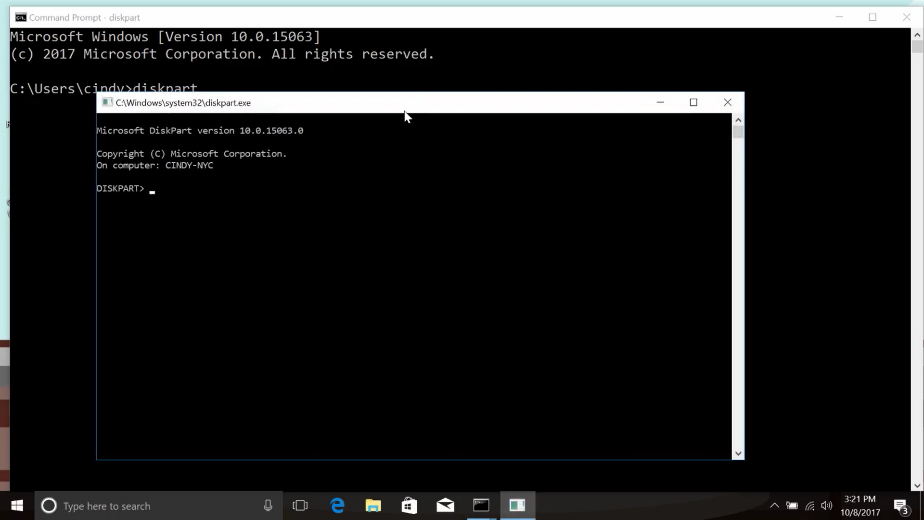 Command Prompt - diskpart
Microsoft Windows [Version 10.0.15063]
(c) 2017 Microsoft Corporation. All rights reserved.
C:\Users\cindy>diskpart
C:\Windows\system32\diskpart.exe
Microsoft DiskPart version 10.0.15063.0
Copyright (C) Microsoft Corporation.
On computer: CINDY-NYC
DISKPART>
Type here to search
3:21 PM
10/8/2017
3